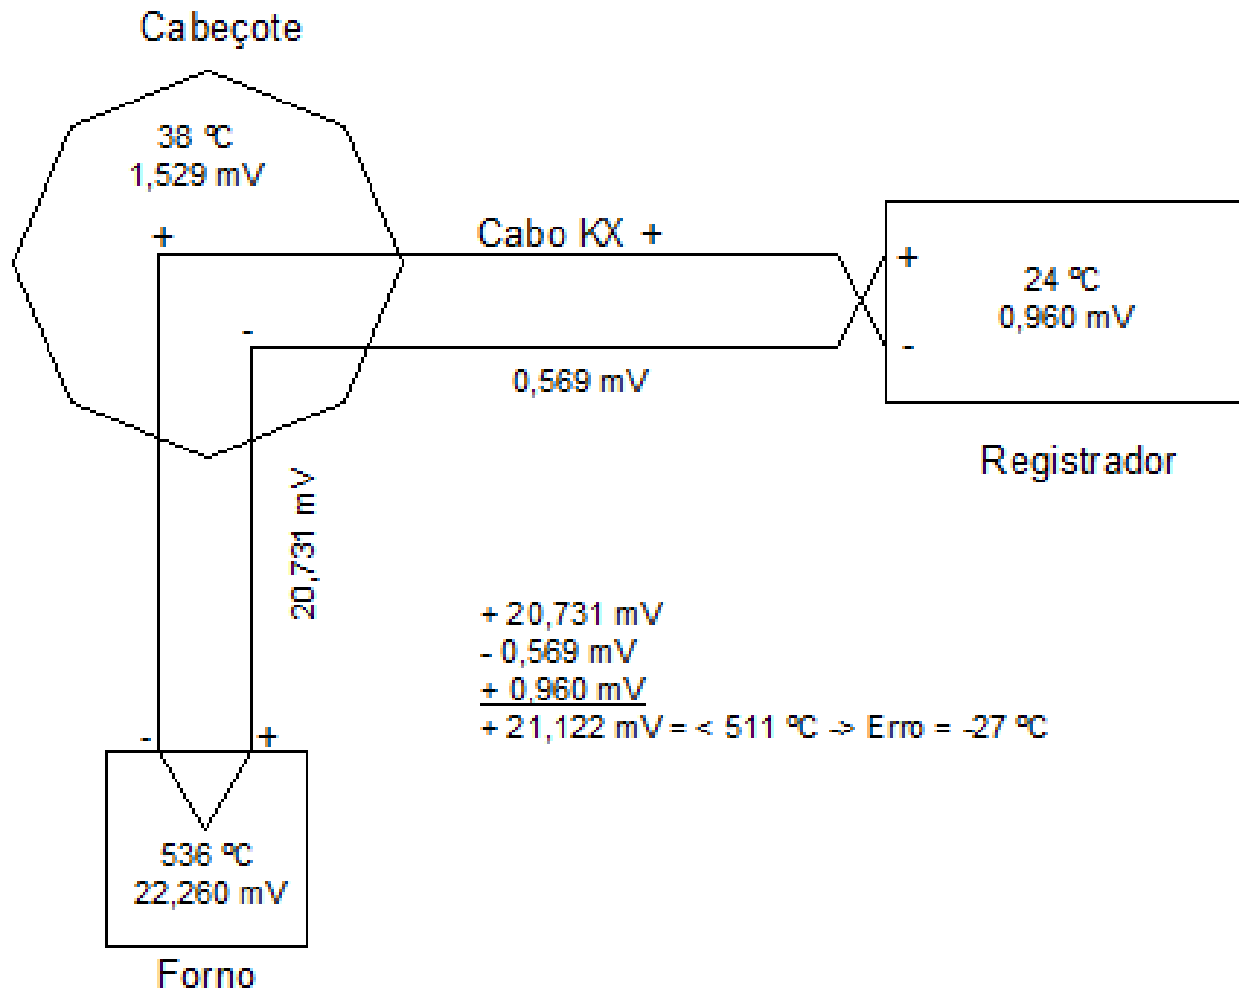 Cabeçote
38 ºC
1,529 mV
+
-
Cabo KX +
0,569 mV
+
-
24 ºC
0,960 mV
Registrador
20,731 mV
+ 20,731 mV
- 0,569 mV
+ 0,960 mV
+ 21,122 mV = < 511 ºC -> Erro = -27 ºC
-
+
536 ºC
22,260 mV
Forno